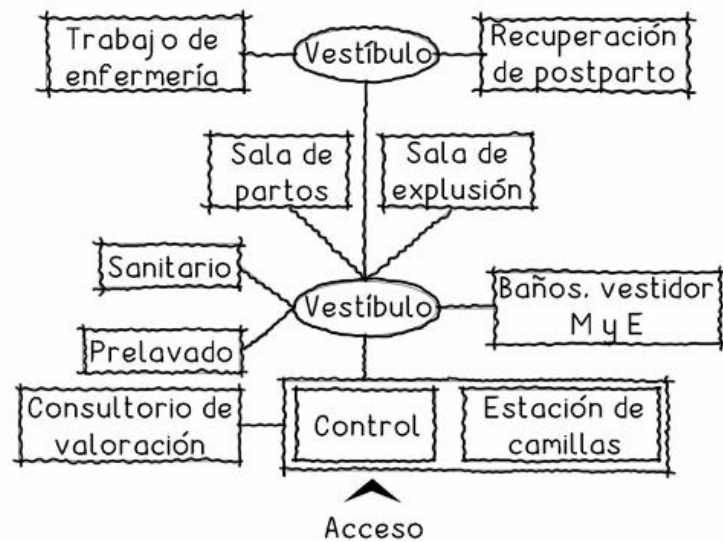 Trabajo de
enfermería
Vestíbulo
Recuperación
de postparto
Sala de
partos
Sala de
explusión
Sanitario
Vestíbulo
Baños. vestidor
M y E
Prelavado
Consultorio de
valoración
Control
Estación de
camillas
Acceso